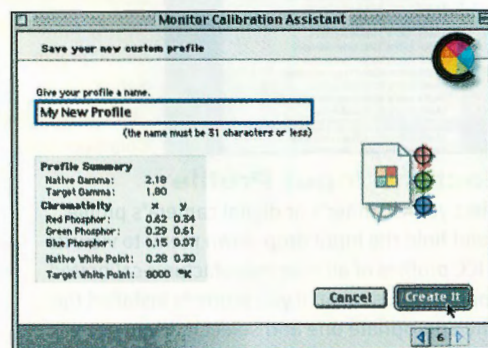 Monitor Calibration Assistant
Save your new custom profile
Give your profile a name.
My New Profile
(the name must be 31 characters or less)
Profile Summary
Native Gamma: 2.18
Target Gamma: 1.80
Chromaticity
Red Phosphor: 0.62 0.34
Green Phosphor: 0.29 0.61
Blue Phosphor: 0.15 0.07
Native White Point: 0.28 0.30
Target White Point: 8000 °K
Cancel
Create It
6